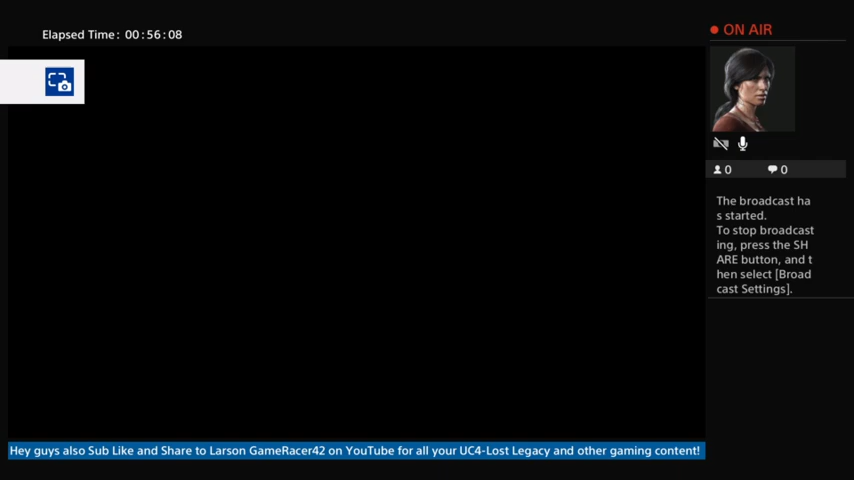 Elapsed Time: 00:56:08
ON AIR
0 0
The broadcast ha
s started.
To stop broadcast
ing, press the SH
ARE button, and t
hen select [Broad
cast Settings].
Hey guys also Sub Like and Share to Larson GameRacer42 on YouTube for all your UC4-Lost Legacy and other gaming content!